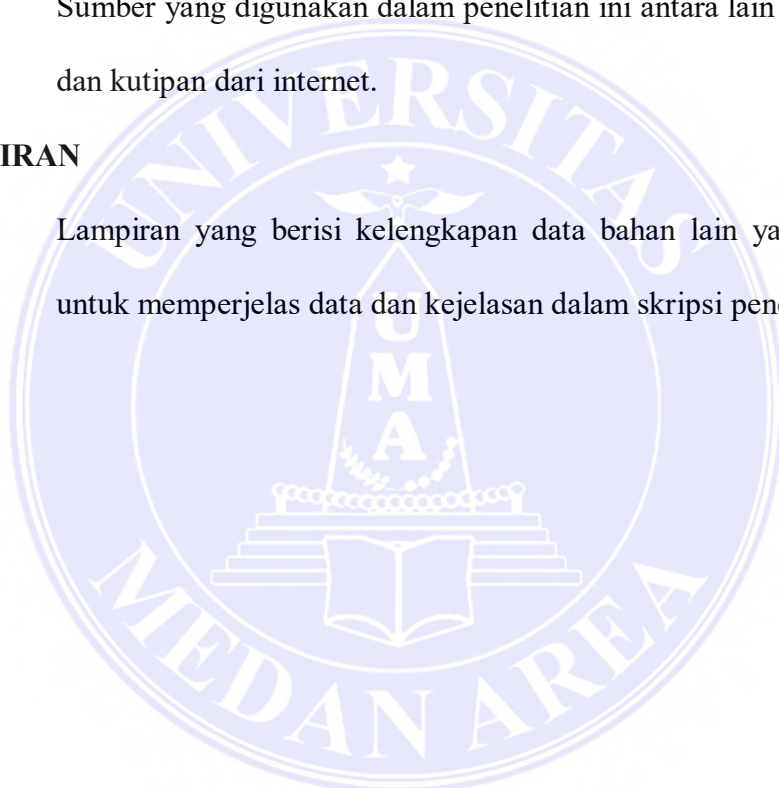 Sumber yang digunakan dalam penelitian ini antara lain
dan kutipan dari internet.
IRAN
Lampiran yang berisi kelengkapan data bahan lain ya
untuk memperjelas data dan kejelasan dalam skripsi pen
UNIVERSITAS
UMA
MEDAN AREA